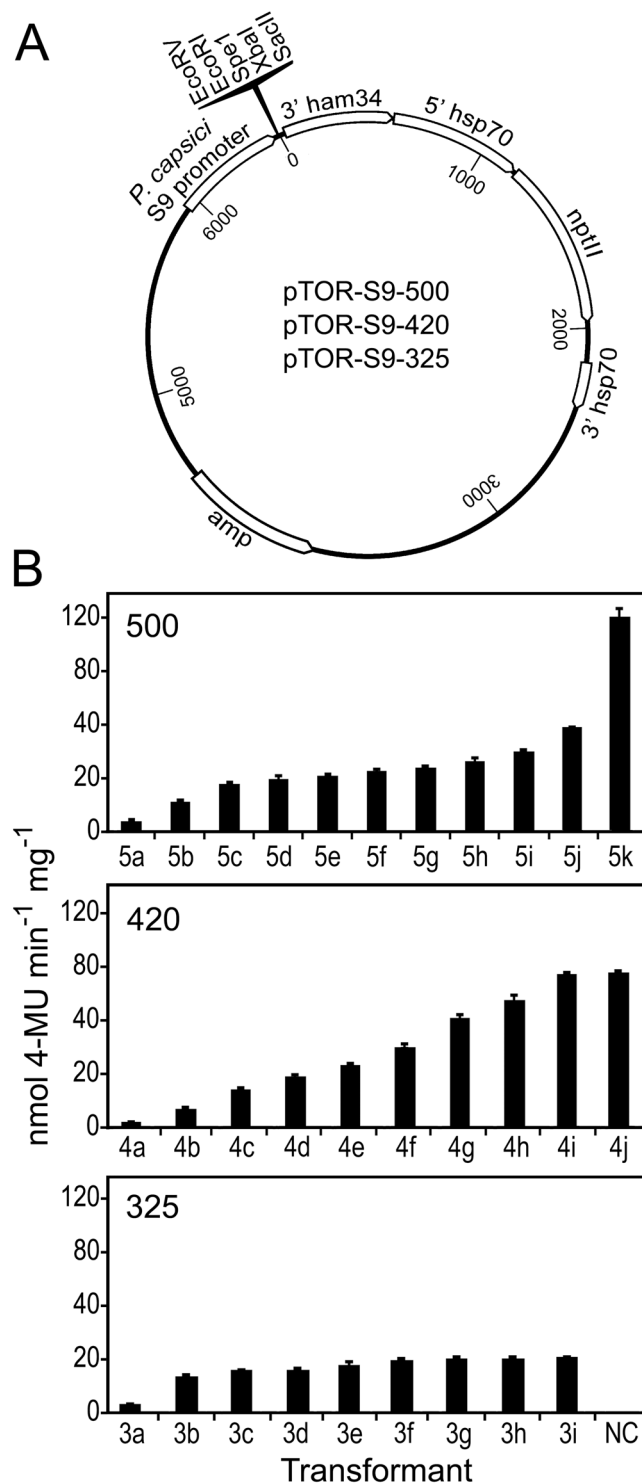 A
EcoRV
EcoRI
Spe1
XbaI
SacII
P. capsici
S9 promoter
3’ ham34
5’ hsp70
nptII
3’ hsp70
amp
0
1000
2000
3000
5000
6000
pTOR-S9-500
pTOR-S9-420
pTOR-S9-325
B
nmol 4-MU min-1 mg-1
500
120
80
40
20
0
5a 5b 5c 5d 5e 5f 5g 5h 5i 5j 5k
420
120
80
40
20
0
4a 4b 4c 4d 4e 4f 4g 4h 4i 4j
325
120
80
40
20
0
3a 3b 3c 3d 3e 3f 3g 3h 3i NC
Transformant